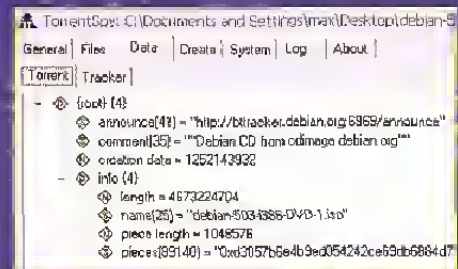 TorrentSpy: C:\Documents and Settings\max\Desktop\debian-5
General Files Data Create System Log About
Torrent Tracker
(root) {4}
announce{41} = "http://bttracker.debian.org:6969/announce"
comment{35} = ""Debian CD from cdimage.debian.org""
creation date = 1252143932
info {4}
length = 4673224704
name{25} = "debian-503-i386-DVD-1.iso"
piece length = 1048576
pieces{89140} = "0xd3057b6e4b9ed054242ce69db6864d7